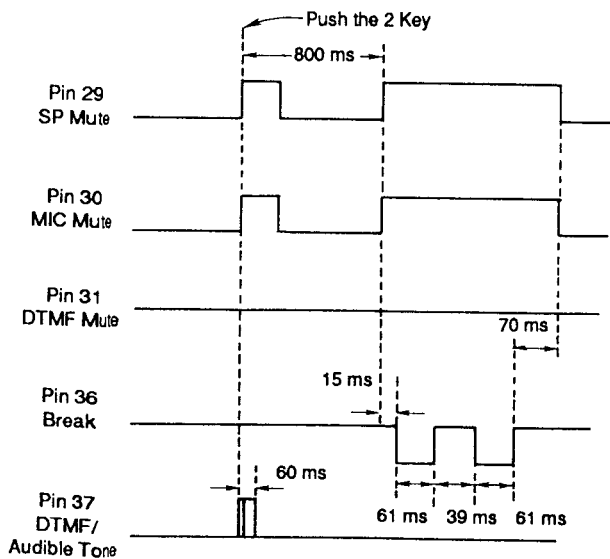 Push the 2 Key
800 ms
Pin 29
SP Mute
Pin 30
MIC Mute
Pin 31
DTMF Mute
70 ms
15 ms
Pin 36
Break
60 ms
61 ms
39 ms
61 ms
Pin 37
DTMF/
Audible Tone